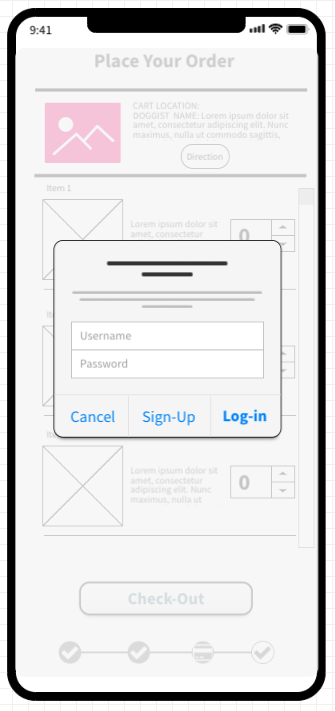 9:41
Place Your Order
CART LOCATION:
DOGGIST NAME: Lorem ipsum dolor sit
amet, consectetur adipiscing elit. Nunc
maximus, nulla ut commodo sagittis,
Direction
Item 1
Lorem ipsum dolor sit
amet, consectetur
0
Username
Password
Cancel Sign-Up Log-in
Lorem ipsum dolor sit
amet, consectetur
adipiscing elit. Nunc
maximus, nulla ut
0
Check-Out